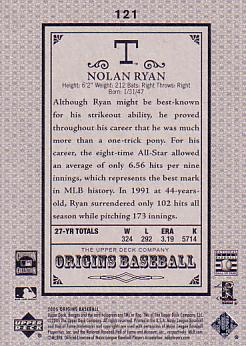 121
T
NOLAN RYAN
Height: 6'2" Weight: 212 Bats: Right Throws: Right
Born: 1/31/47
Although Ryan might be best-known
for his strikeout ability, he proved
throughout his career that he was much
more than a one-trick pony. For his
career, the eight-time All-Star allowed
an average of only 6.56 hits per nine
innings, which represents the best mark
in MLB history. In 1991 at 44-years-
old, Ryan surrendered only 102 hits all
season while pitching 173 innings.
27-YR TOTALS W L ERA K
324 292 3.19 5714
THE UPPER DECK COMPANY
ORIGINS BASEBALL
UPPER DECK
2005 ORIGINS BASEBALL